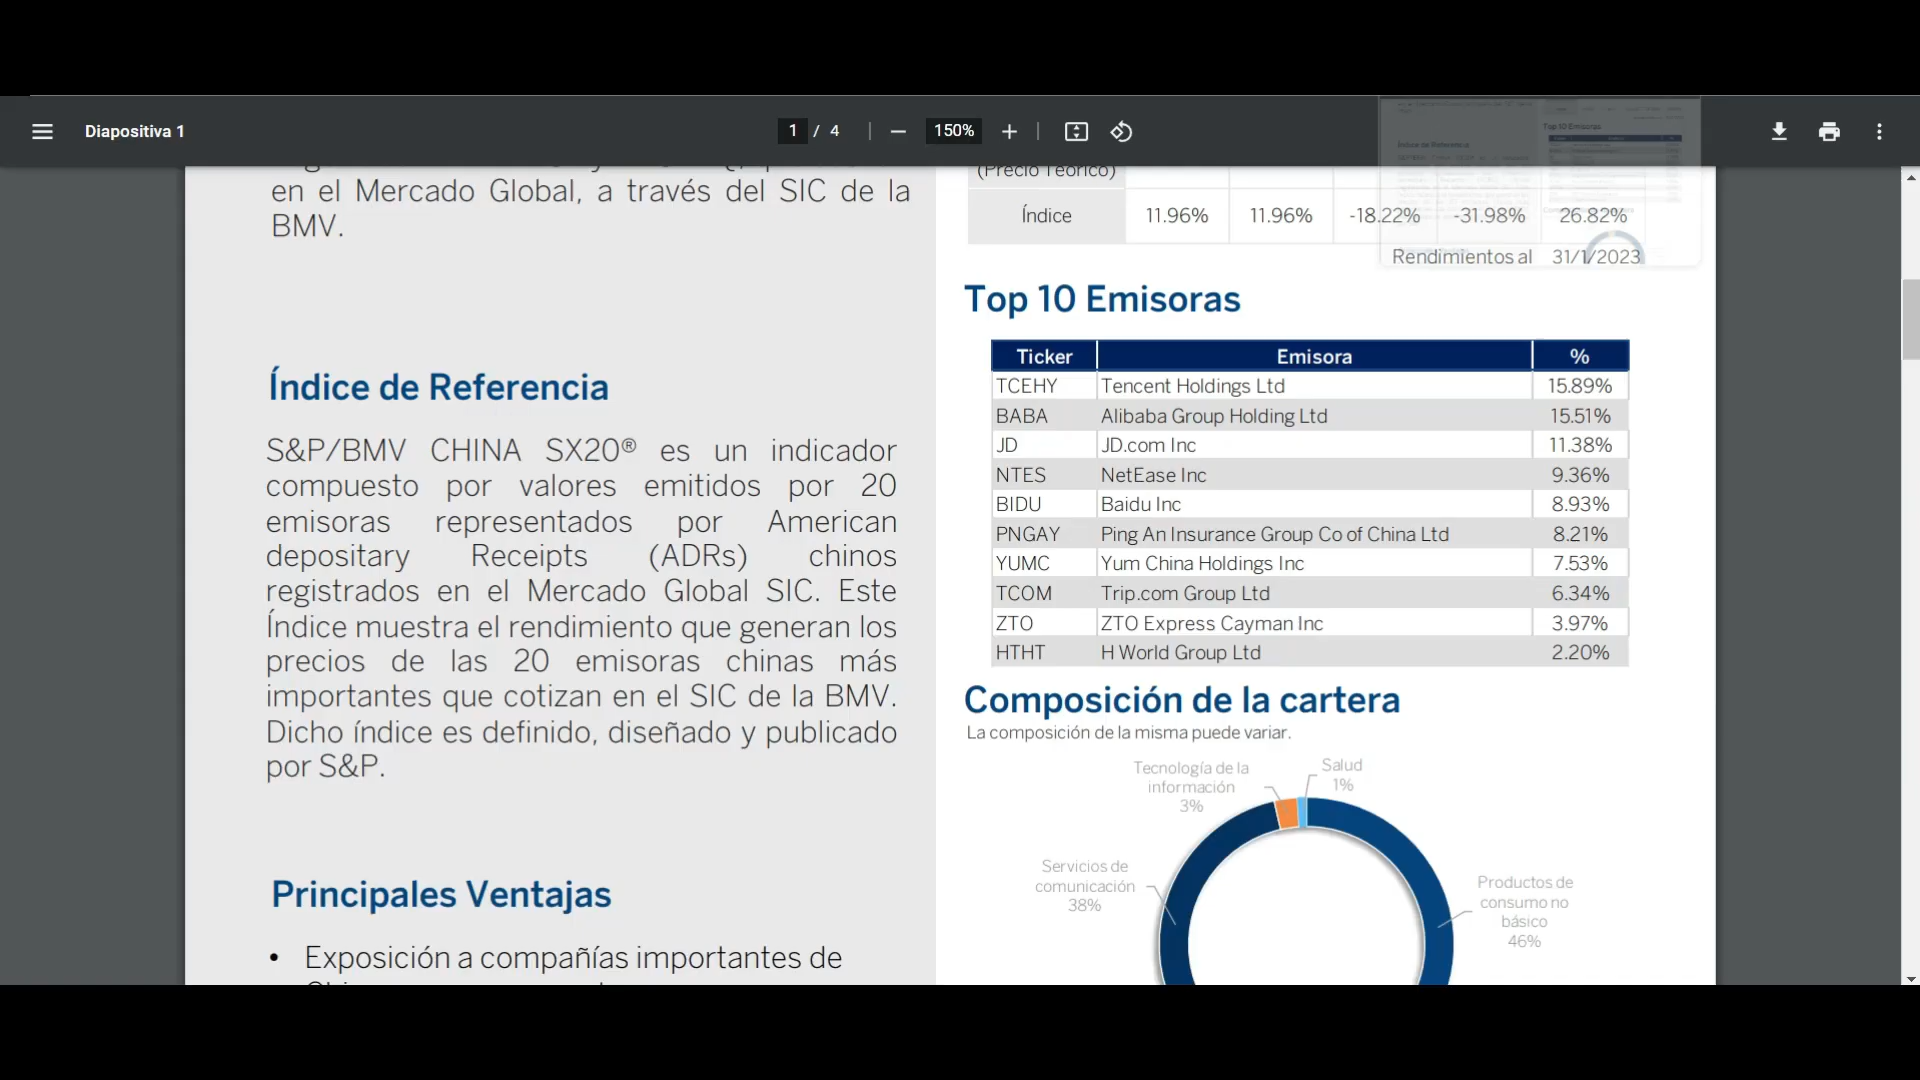 Diapositiva 1
1 / 4
150%
en el Mercado Global, a través del SIC de la
BMV.
Índice de Referencia
S&P/BMV CHINA SX20® es un indicador
compuesto por valores emitidos por 20
emisoras representados por American
depositary Receipts (ADRs) chinos
registrados en el Mercado Global SIC. Este
Índice muestra el rendimiento que generan los
precios de las 20 emisoras chinas más
importantes que cotizan en el SIC de la BMV.
Dicho índice es definido, diseñado y publicado
por S&P.
Principales Ventajas
• Exposición a compañías importantes de
(Precio Teórico)
Índice 11.96% 11.96% -18.22% -31.98% 26.82%
Rendimientos al 31/1/2023
Top 10 Emisoras
Ticker Emisora %
TCEHY Tencent Holdings Ltd 15.89%
BABA Alibaba Group Holding Ltd 15.51%
JD JD.com Inc 11.38%
NTES NetEase Inc 9.36%
BIDU Baidu Inc 8.93%
PNGAY Ping An Insurance Group Co of China Ltd 8.21%
YUMC Yum China Holdings Inc 7.53%
TCOM Trip.com Group Ltd 6.34%
ZTO ZTO Express Cayman Inc 3.97%
HTHT H World Group Ltd 2.20%
Composición de la cartera
La composición de la misma puede variar.
Tecnología de la
información
3%
Salud
1%
Servicios de
comunicación
38%
Productos de
consumo no
básico
46%